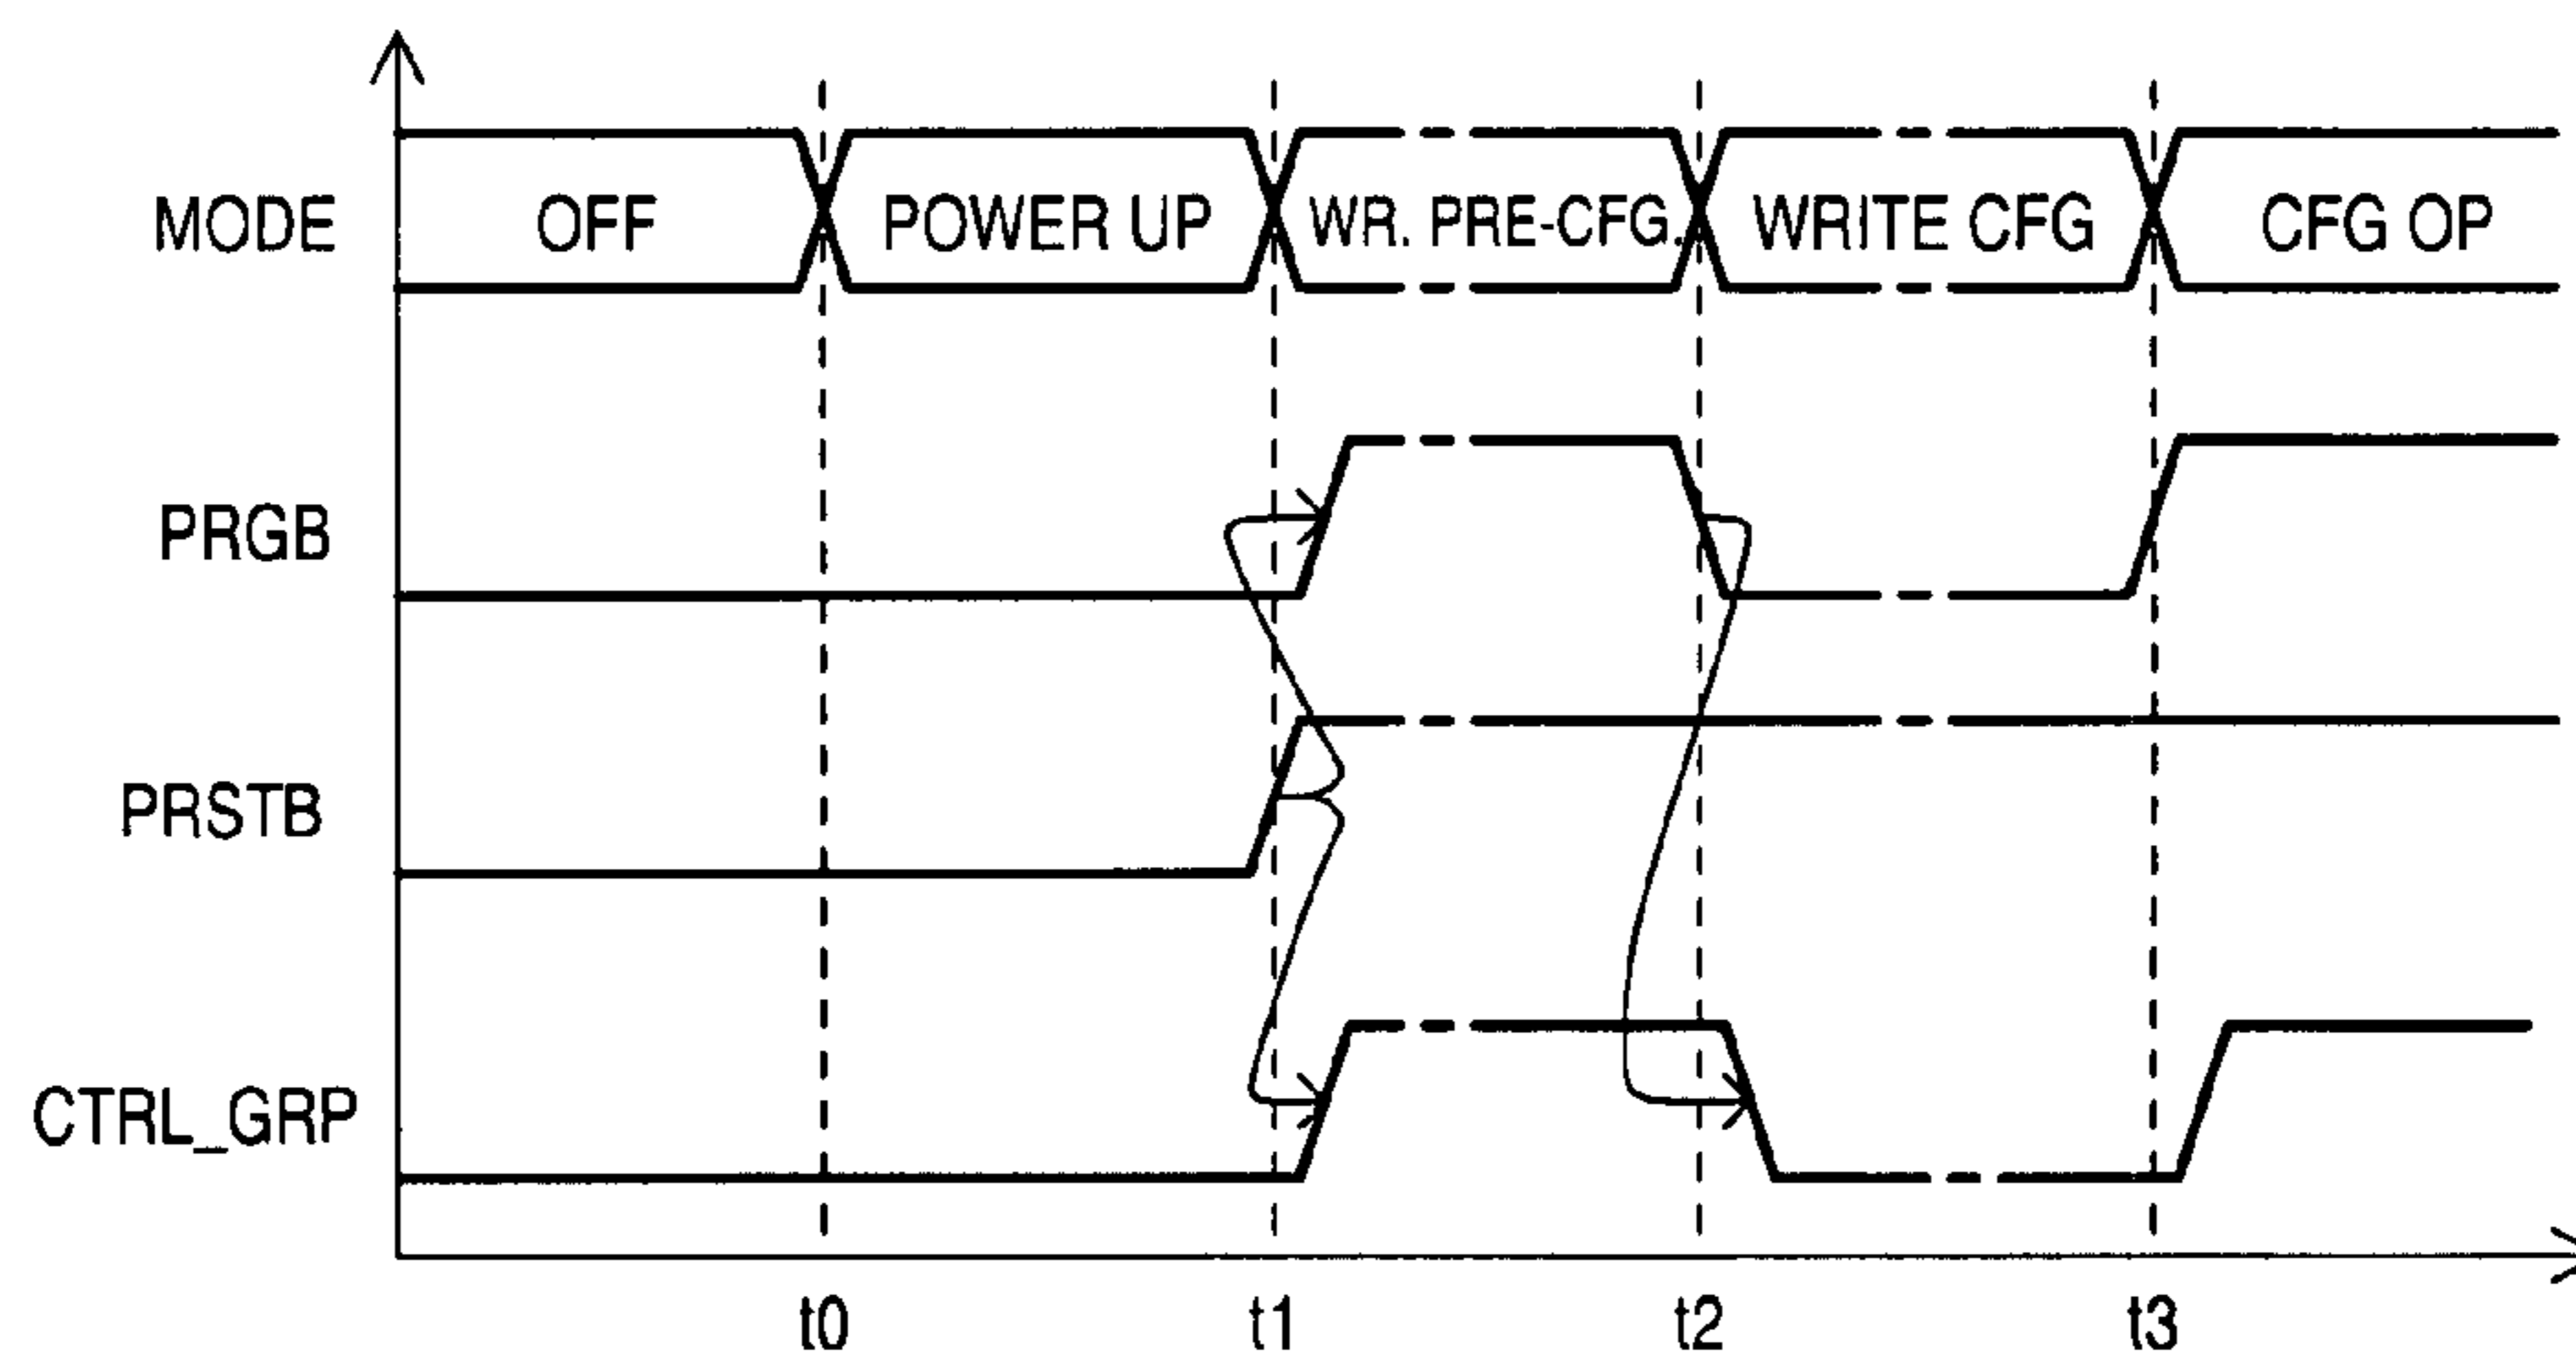 MODE OFF POWER UP WR. PRE-CFG. WRITE CFG CFG OP
PRGB
PRSTB
CTRL_GRP
t0 t1 t2 t3